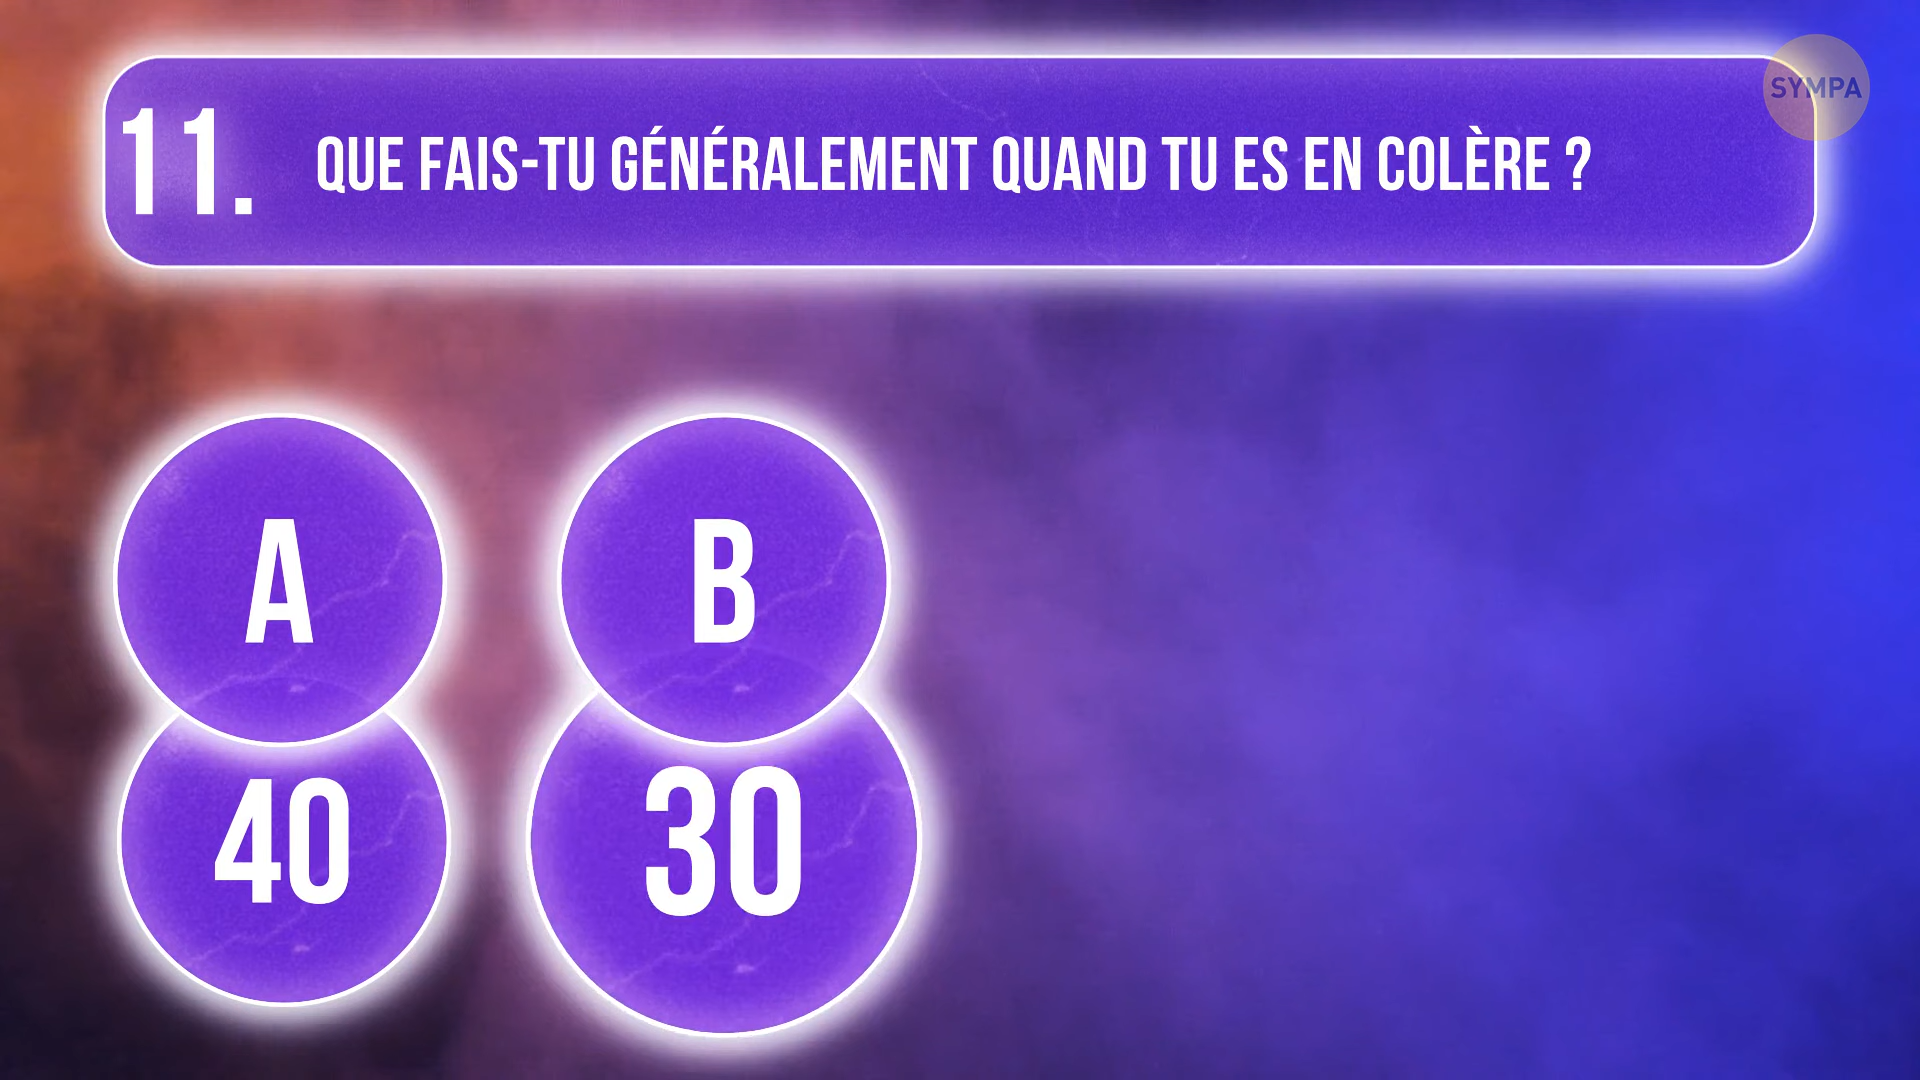 SYMPA
11. QUE FAIS-TU GÉNÉRALEMENT QUAND TU ES EN COLÈRE ?
A
B
40
30